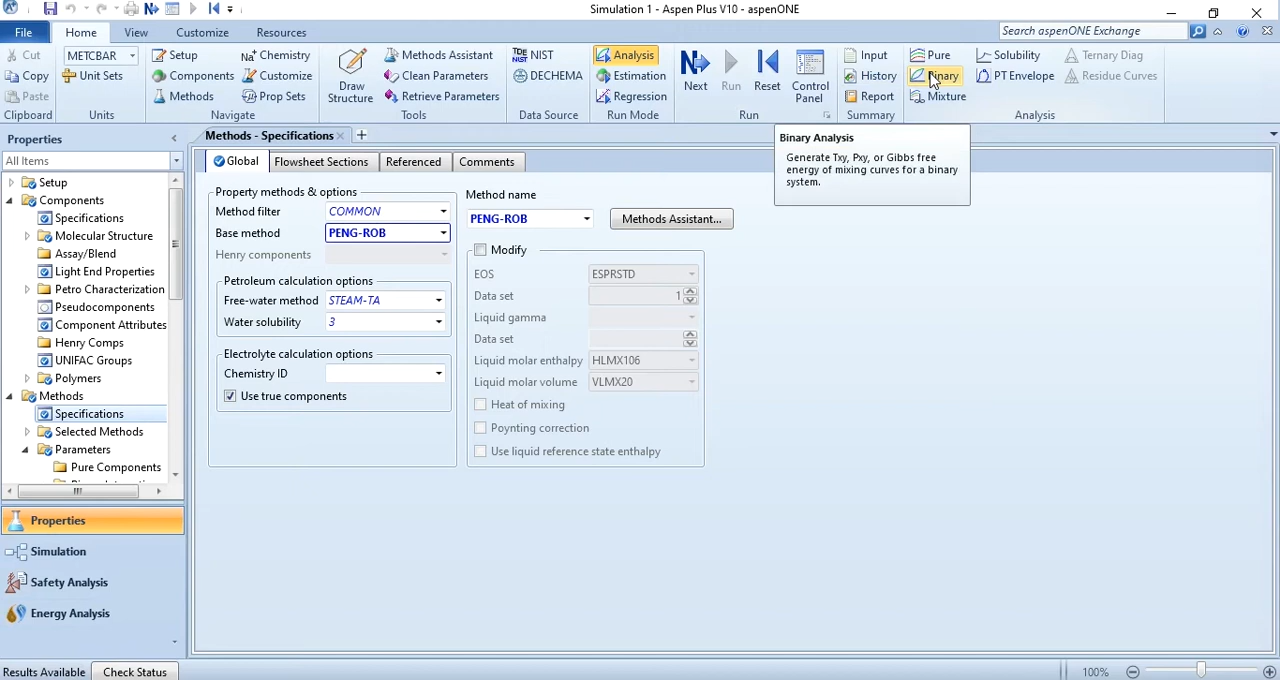 Simulation 1 - Aspen Plus V10 - aspenONE
File
Home
View
Customize
Resources
Search aspenONE Exchange
Cut
Copy
Paste
Clipboard
METCBAR
Unit Sets
Units
Setup
Components
Methods
Chemistry
Customize
Prop Sets
Navigate
Draw
Structure
Methods Assistant
Clean Parameters
Retrieve Parameters
Tools
NIST
DECHEMA
Data Source
Analysis
Estimation
Regression
Run Mode
Next
Run
Reset
Control
Panel
Run
Input
History
Report
Summary
Pure
Binary
Mixture
Solubility
PT Envelope
Ternary Diag
Residue Curves
Analysis
Binary Analysis
Generate Txy, Pxy, or Gibbs free
energy of mixing curves for a binary
system.
Properties
All Items
Setup
Components
Specifications
Molecular Structure
Assay/Blend
Light End Properties
Petro Characterization
Pseudocomponents
Component Attributes
Henry Comps
UNIFAC Groups
Polymers
Methods
Specifications
Selected Methods
Parameters
Pure Components
Properties
Simulation
Safety Analysis
Energy Analysis
Methods - Specifications
Global
Flowsheet Sections
Referenced
Comments
Property methods & options
Method filter COMMON
Base method PENG-ROB
Henry components
Petroleum calculation options
Free-water method STEAM-TA
Water solubility 3
Electrolyte calculation options
Chemistry ID
Use true components
Method name
PENG-ROB
Methods Assistant...
Modify
EOS ESPRSTD
Data set 1
Liquid gamma
Data set
Liquid molar enthalpy HLMX106
Liquid molar volume VLMX20
Heat of mixing
Poynting correction
Use liquid reference state enthalpy
Results Available
Check Status
100%